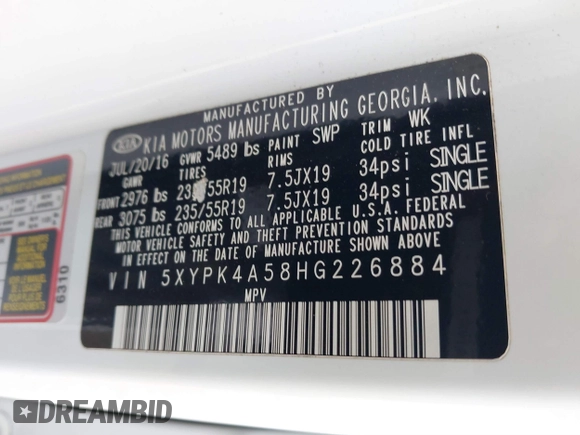 MANUFACTURED BY
KIA KIA MOTORS MANUFACTURING GEORGIA, INC.
JUL/20/16 GVWR 5489 lbs PAINT SWP TRIM WK
GAWR RIMS COLD TIRE INFL
FRONT 2976 lbs /55R19 7.5JX19 34psi SINGLE
REAR 3075 lbs 235/55R19 7.5JX19 34psi SINGLE
THIS VEHICLE CONFORMS TO ALL APPLICABLE U.S.A. FEDERAL
MOTOR VEHICLE SAFETY AND THEFT PREVENTION STANDARDS
IN EFFECT ON THE DATE OF MANUFACTURE SHOWN ABOVE.
VIN 5XYPK4A58HG226884
MPV
6310
DREAMBID